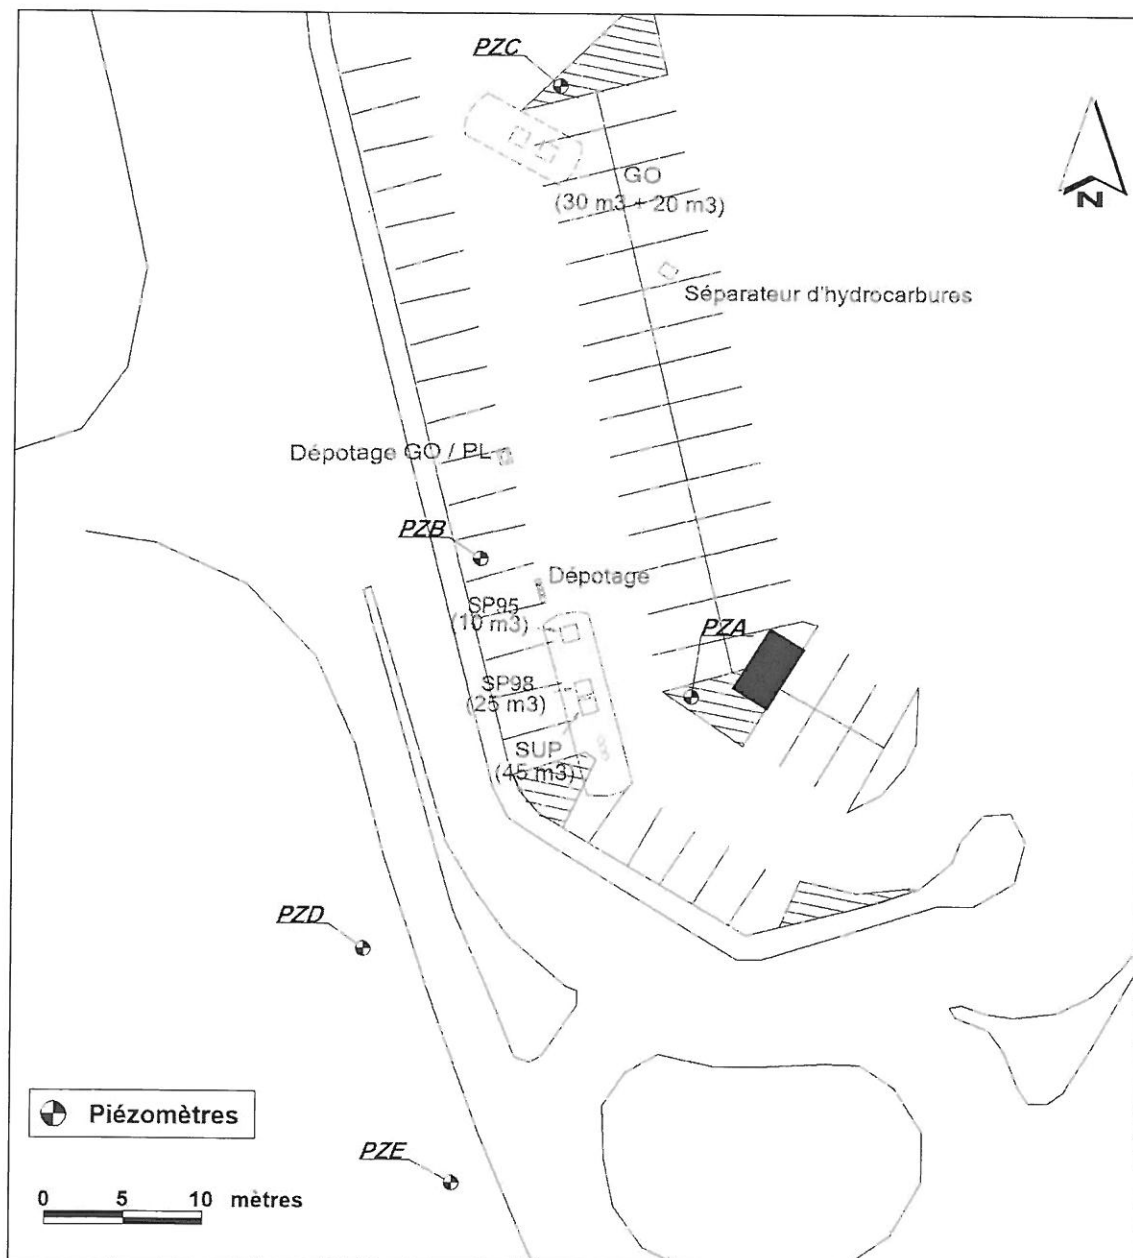 PZC
N
GO
(30 m3 + 20 m3)
Séparateur d'hydrocarbures
Dépotage GO / PL
PZB
Dépotage
SP95
(10 m3)
PZA
SP98
(25 m3)
SUP
(45 m3)
PZD
Piézomètres
PZE
0 5 10 mètres